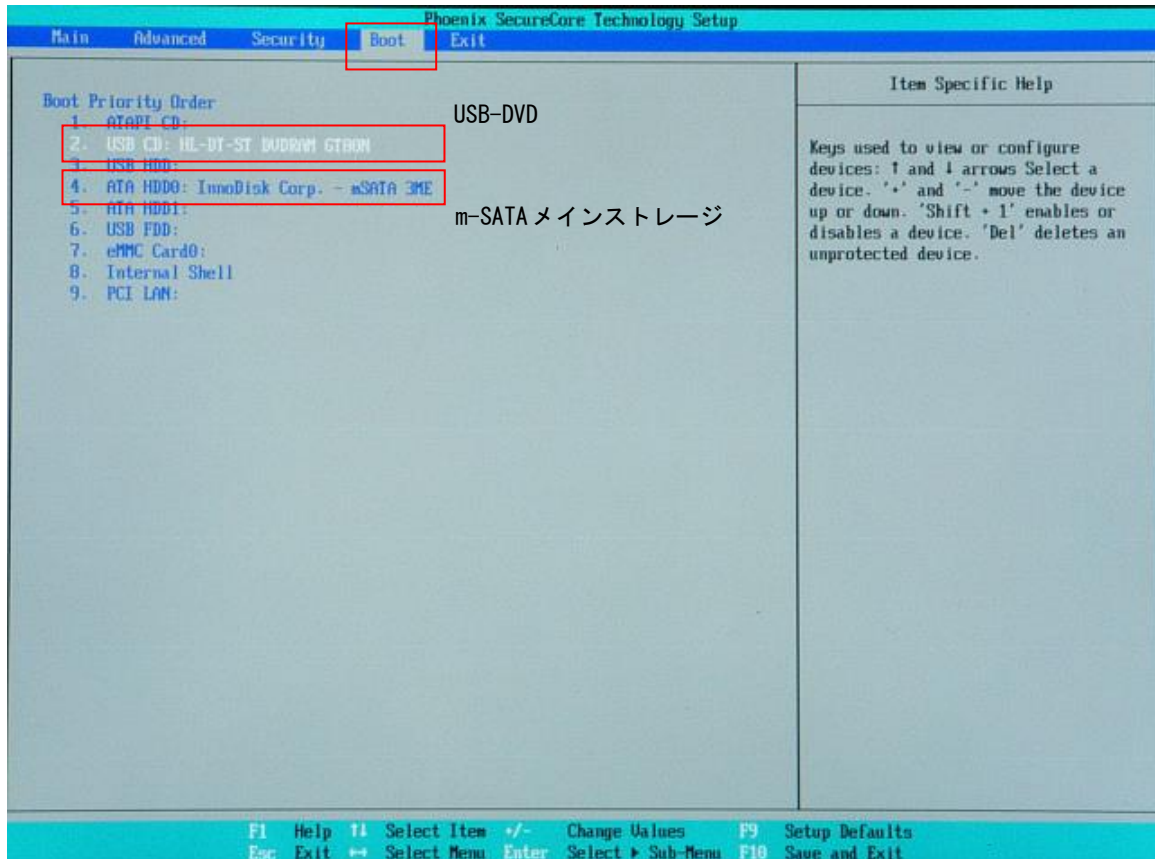 Phoenix SecureCore Technology Setup
Main Advanced Security Boot Exit
Boot Priority Order
1. ATAPI CD:
2. USB CD: HL-DT-ST DVDRAM GT80N
3. USB HDD:
4. ATA HDD0: InnoDisk Corp. - mSATA 3ME
5. ATA HDD1:
6. USB FDD:
7. eMMC Card0:
8. Internal Shell
9. PCI LAN:
USB-DVD
m-SATAメインストレージ
Item Specific Help
Keys used to view or configure
devices: ↑ and ↓ arrows Select a
device. '+' and '-' move the device
up or down. 'Shift + 1' enables or
disables a device. 'Del' deletes an
unprotected device.
F1 Help ↑↓ Select Item +/- Change Values F9 Setup Defaults
Esc Exit ↔ Select Menu Enter Select ▶ Sub-Menu F10 Save and Exit